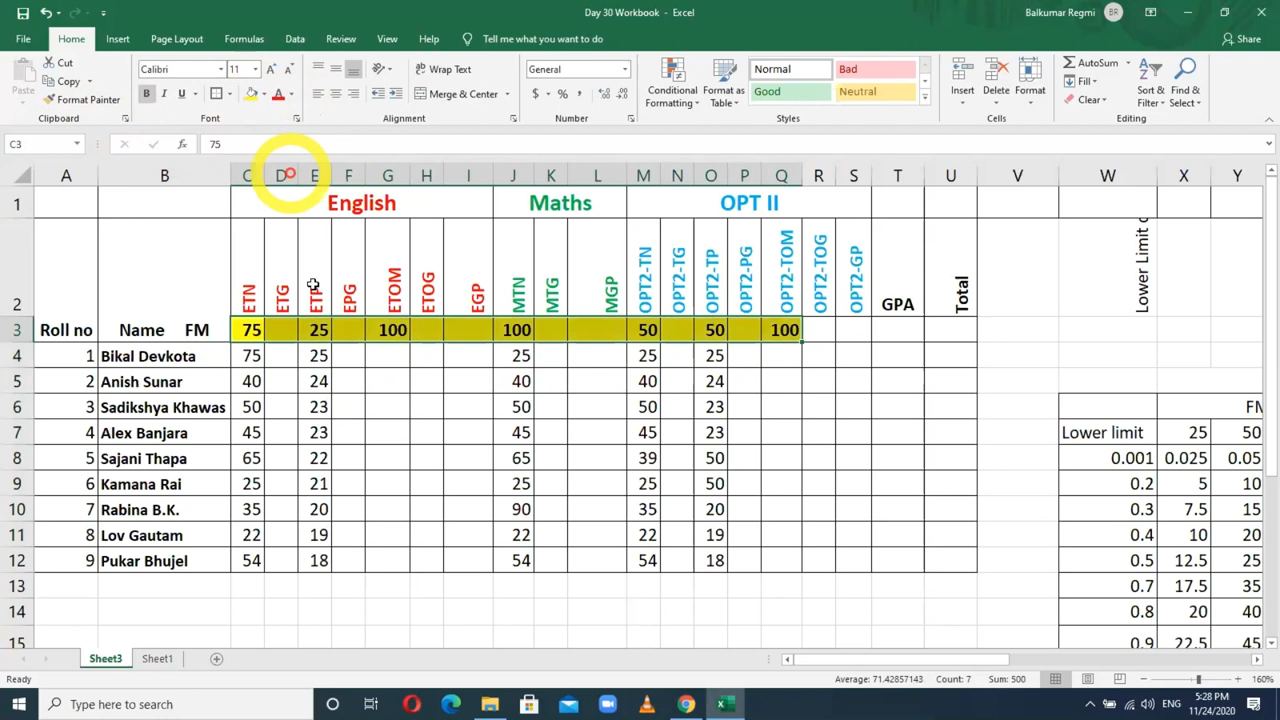 Day 30 Workbook - Excel
Balkumar Regmi
BR
File Home Insert Page Layout Formulas Data Review View Help Tell me what you want to do
Share
Paste
Cut
Copy
Format Painter
Clipboard
Calibri 11
A A
B I U A
Font
Wrap Text
Merge & Center
Alignment
General
$ % ,
Number
Conditional Formatting
Format as Table
Normal Bad
Good Neutral
Styles
Insert Delete Format
Cells
AutoSum
Fill
Clear
Sort & Filter
Find & Select
Editing
C3 fx 75
A B C D E F G H I J K L M N O P Q R S T U V W X Y
1 English Maths OPT II
2 ETN ETG ETP EPG ETOM ETOG EGP MTN MTG MGP OPT2-TN OPT2-TG OPT2-TP OPT2-PG OPT2-TOM OPT2-TOG OPT2-GP GPA Total Lower Limit
3 Roll no Name FM 75 25 100 100 50 50 100
4 1 Bikal Devkota 75 25 25 25 25
5 2 Anish Sunar 40 24 40 40 24
6 3 Sadikshya Khawas 50 23 50 50 23 FM
7 4 Alex Banjara 45 23 45 45 23 Lower limit 25 50
8 5 Sajani Thapa 65 22 65 39 50 0.001 0.025 0.05
9 6 Kamana Rai 25 21 25 25 50 0.2 5 10
10 7 Rabina B.K. 35 20 90 35 20 0.3 7.5 15
11 8 Lov Gautam 22 19 22 22 19 0.4 10 20
12 9 Pukar Bhujel 54 18 54 54 18 0.5 12.5 25
13 0.7 17.5 35
14 0.8 20 40
15 0.9 22.5 45
Sheet3 Sheet1
Ready
Average: 71.42857143 Count: 7 Sum: 500
160%
Type here to search
ENG
5:28 PM
11/24/2020